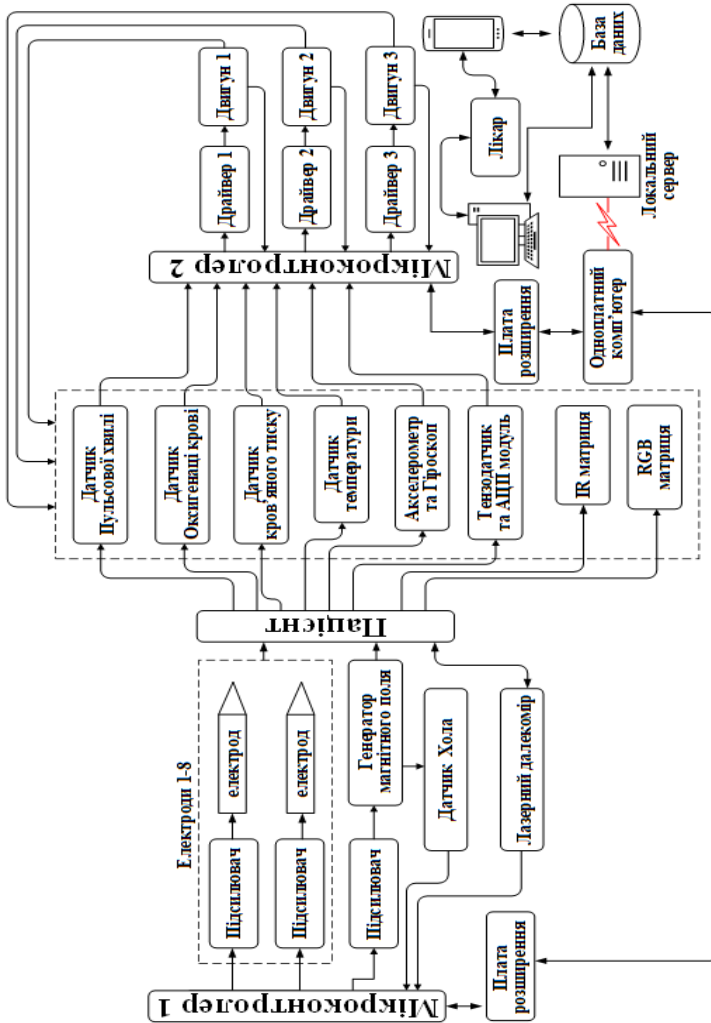 Мікроконтролер 1
Плата
розширення
Електроди 1-8
Підсилювач
електрод
Підсилювач
електрод
Підсилювач
Генератор
магнітного поля
Датчик Хола
Лазерний далекомір
Пацієнт
Датчик
Пульсової хвилі
Датчик
Оксигенаці крові
Датчик
кров’яного тиску
Датчик
температури
Акселерометр
та Гіроскоп
Тензодатчик
та АЦП модуль
IR матриця
RGB
матриця
Мікроконтролер 2
Драйвер 1
Двигун 1
Драйвер 2
Двигун 2
Драйвер 3
Двигун 3
Плата
розширення
Одноплатний
комп’ютер
Лікар
Локальний
сервер
База
даних